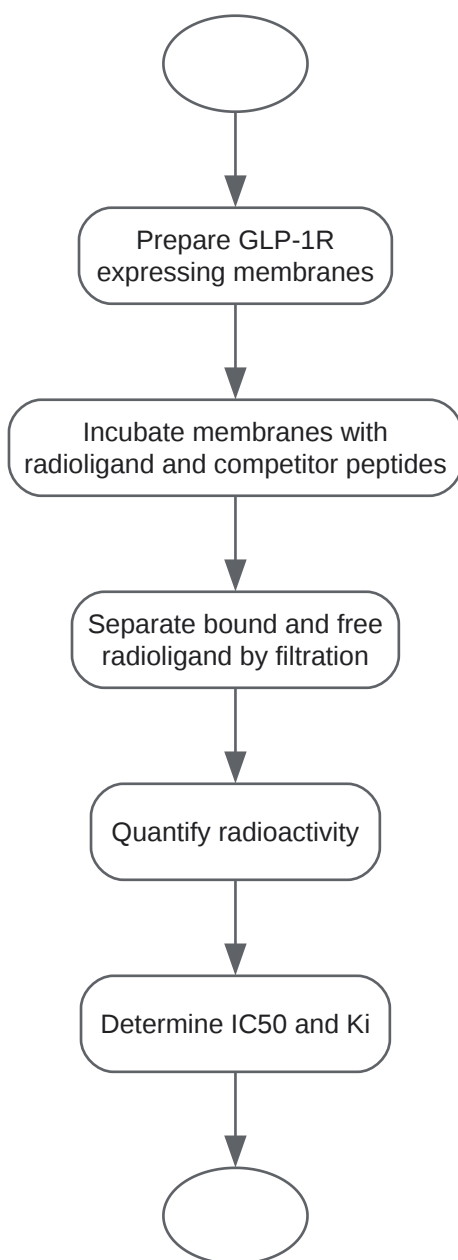 Prepare GLP-1R
expressing membranes
Incubate membranes with
radioligand and competitor peptides
Separate bound and free
radioligand by filtration
Quantify radioactivity
Determine IC50 and Ki